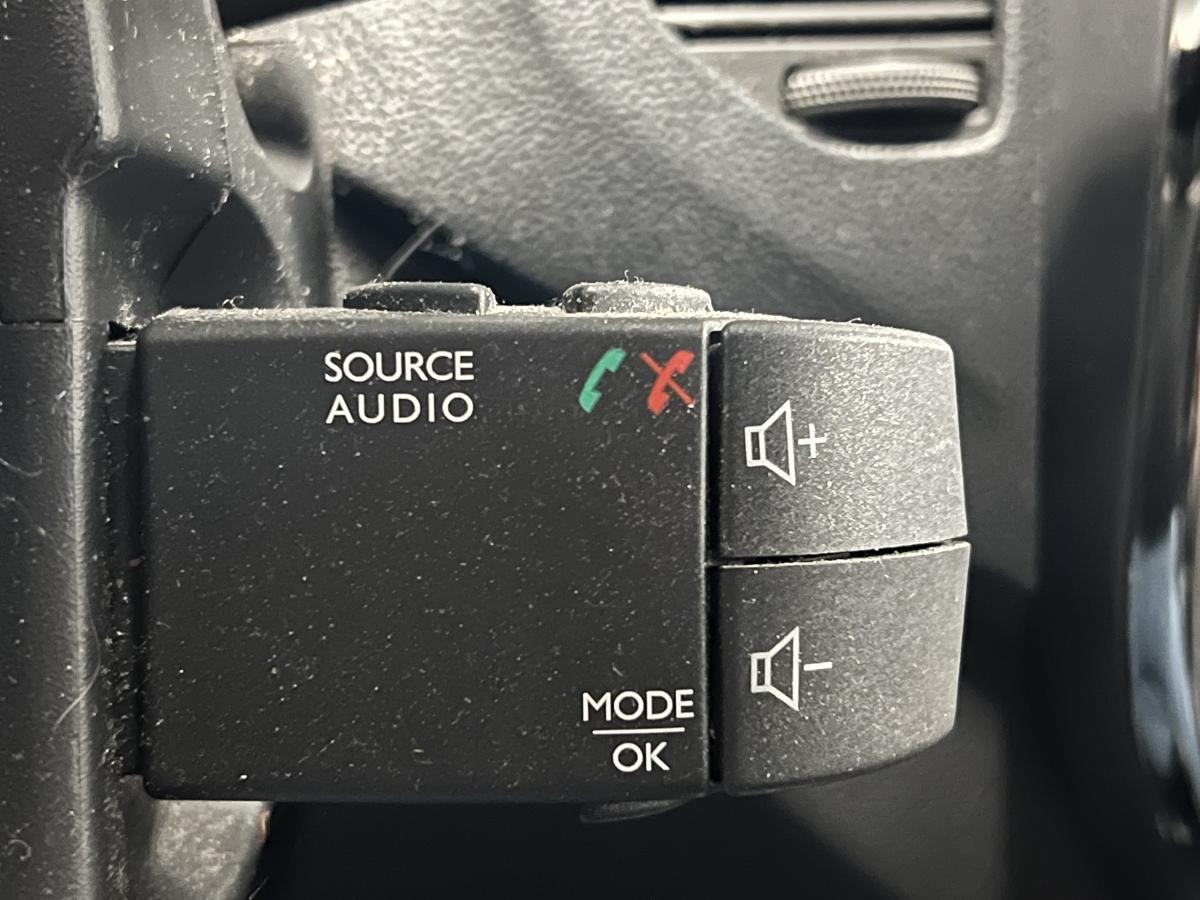 SOURCE
AUDIO
+
-
MODE
OK